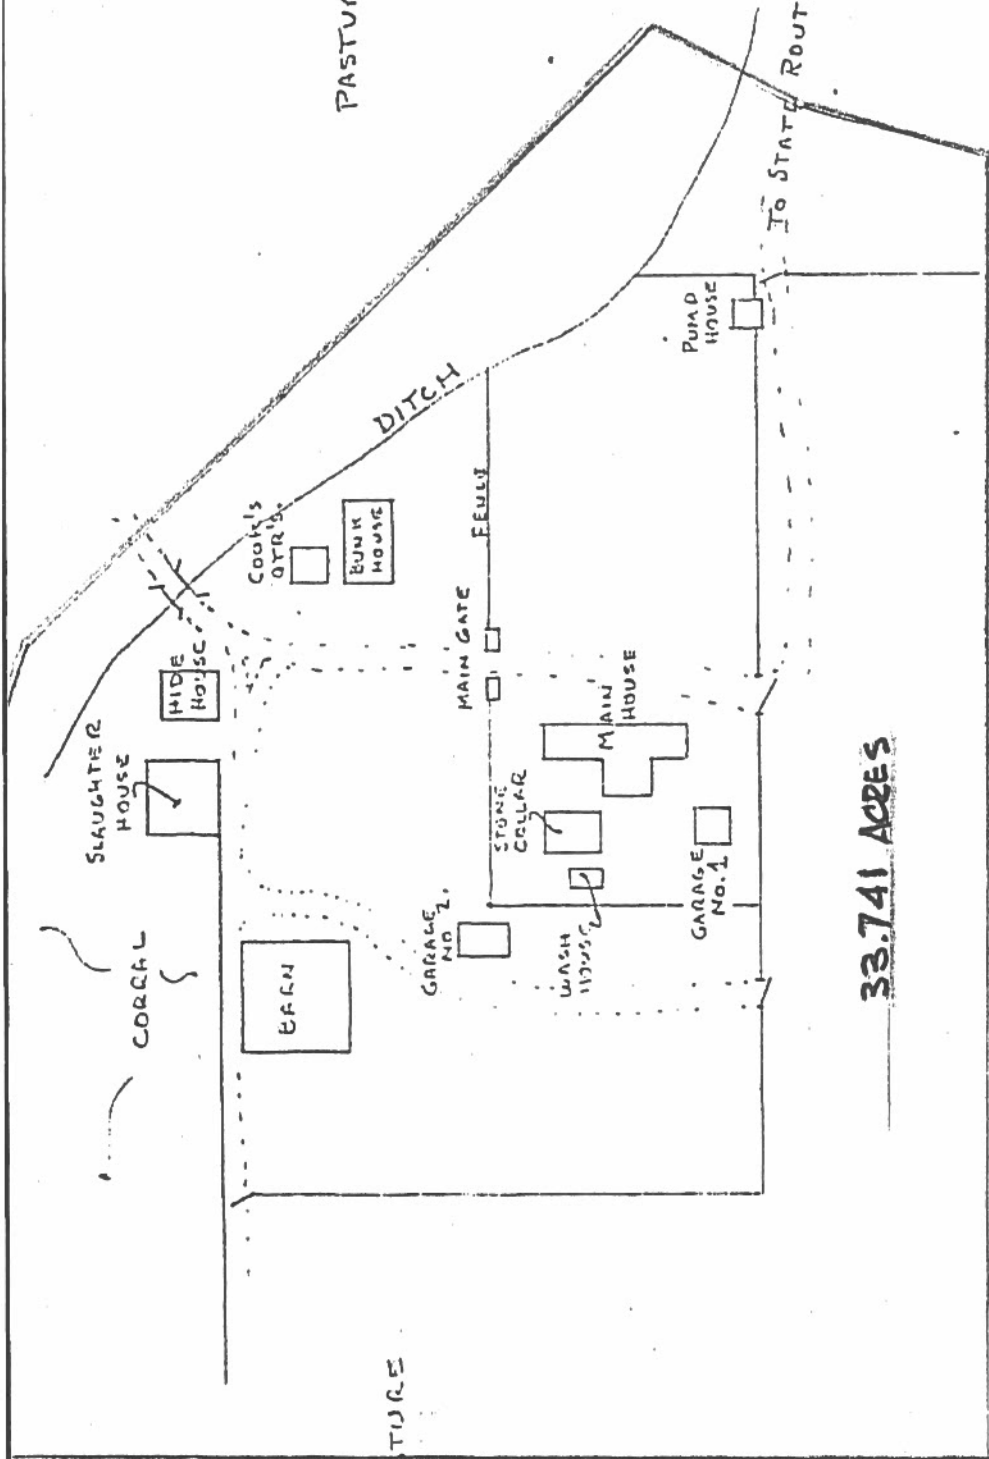 SLAUGHTER
HOUSE
CORRAL
HIDE
HOUSE
COOK'S
QTR'S
BARN
BUNK
HOUSE
PASTU
TURE
DITCH
GARAGE
NO 2
MAIN GATE
FENCE
STONE
CELLAR
WASH
HOUSE
MAIN
HOUSE
GARAGE
No. 1
PUMP
HOUSE
TO STATE ROUT
33.741 ACRES